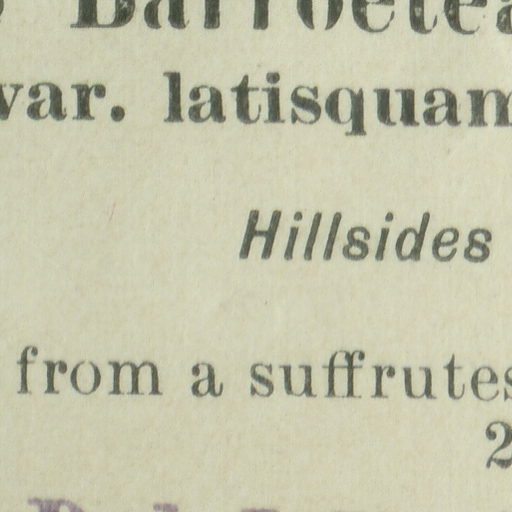 var. latisquam
Hillsides
from a suffrutes
2